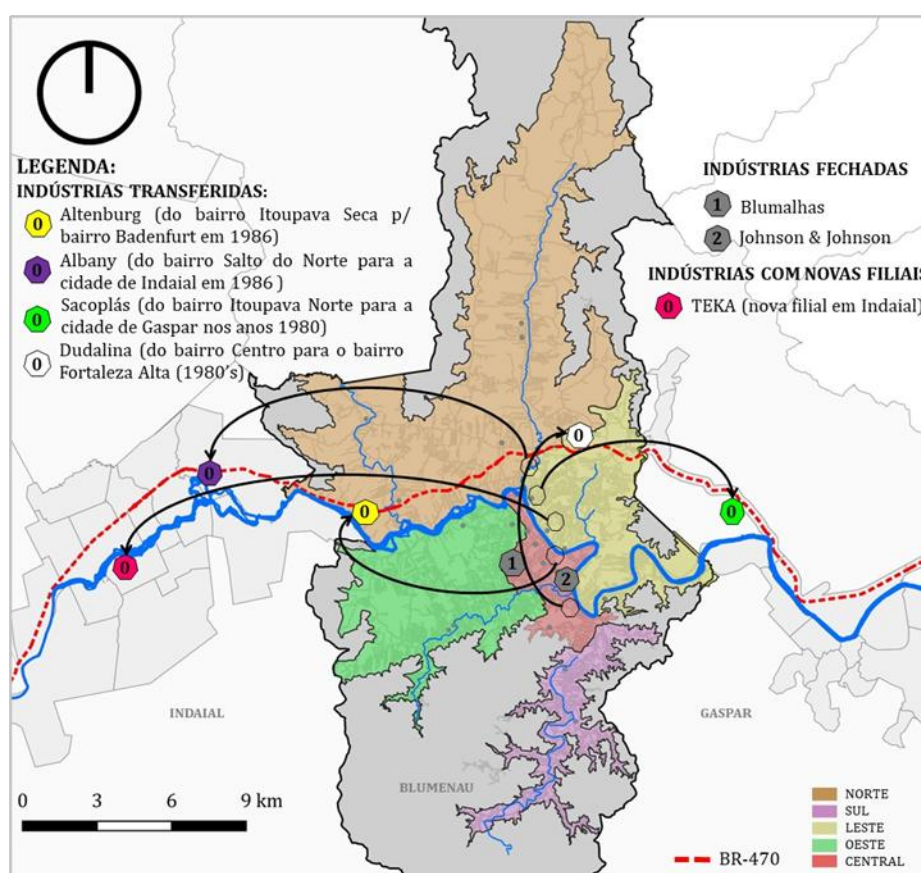 LEGENDA:
INDÚSTRIAS TRANSFERIDAS:
0 Altenburg (do bairro Itoupava Seca p/
bairro Badenfurt em 1986)
0 Albany (do bairro Salto do Norte para a
cidade de Indaial em 1986 )
0 Sacoplás (do bairro Itoupava Norte para a
cidade de Gaspar nos anos 1980)
0 Dudalina (do bairro Centro para o bairro
Fortaleza Alta (1980's)
INDÚSTRIAS FECHADAS
1 Blumalhas
2 Johnson & Johnson
INDÚSTRIAS COM NOVAS FILIAIS
0 TEKA (nova filial em Indaial)
0
0
0
0
0
1
2
INDAIAL
GASPAR
BLUMENAU
0 3 6 9 km
NORTE
SUL
LESTE
OESTE
CENTRAL
BR-470